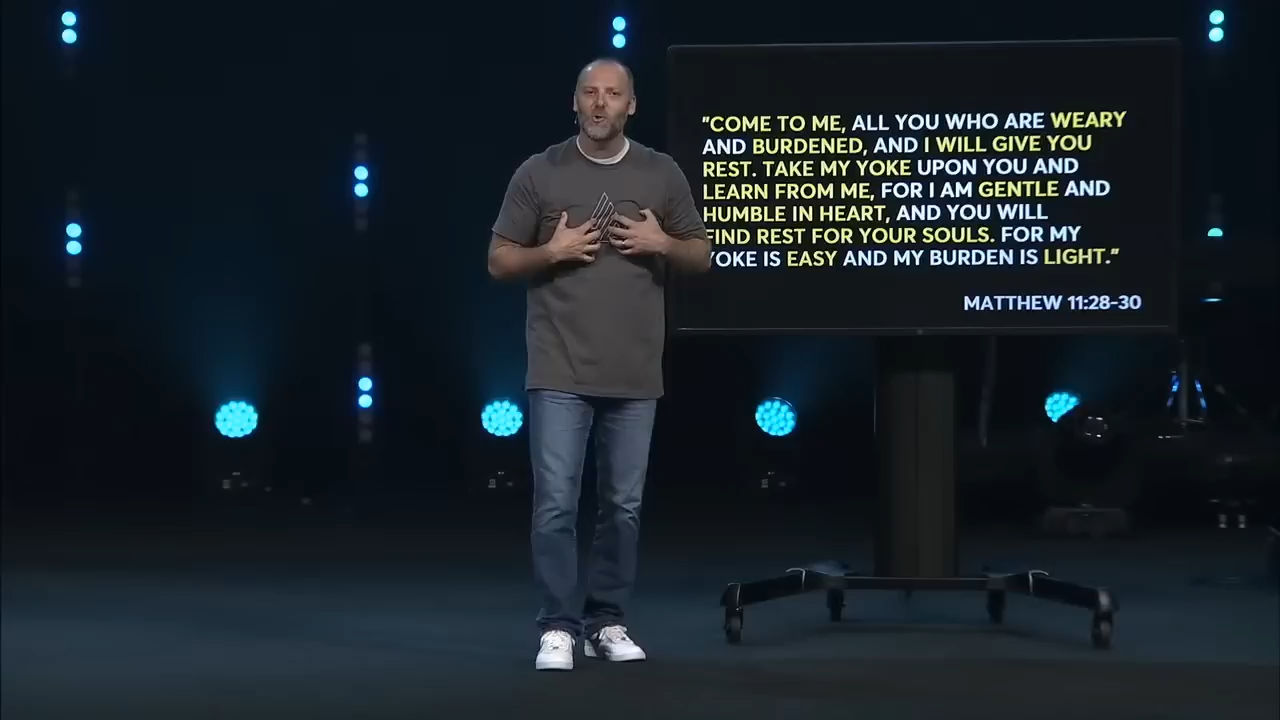 "COME TO ME, ALL YOU WHO ARE WEARY
AND BURDENED, AND I WILL GIVE YOU
REST. TAKE MY YOKE UPON YOU AND
LEARN FROM ME, FOR I AM GENTLE AND
HUMBLE IN HEART, AND YOU WILL
FIND REST FOR YOUR SOULS. FOR MY
YOKE IS EASY AND MY BURDEN IS LIGHT."
MATTHEW 11:28-30